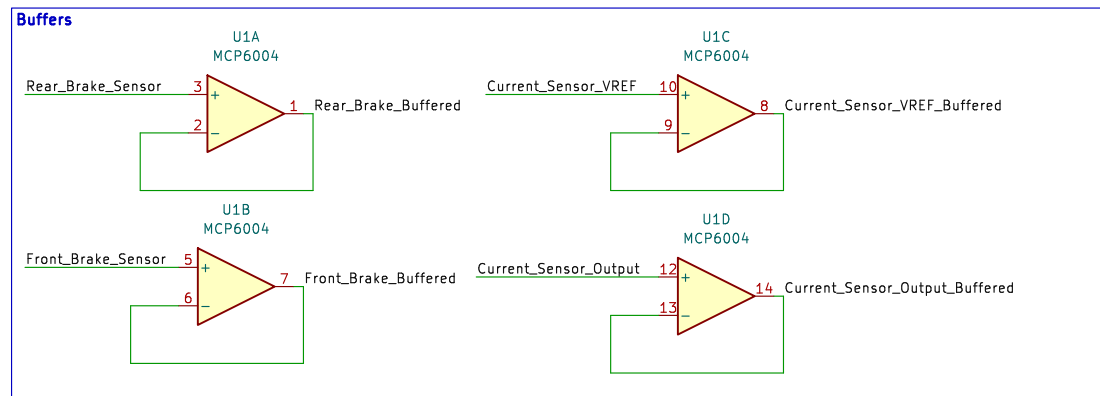 Buffers
U1A
MCP6004
Rear_Brake_Sensor
3
+
1
Rear_Brake_Buffered
2
−
U1C
MCP6004
Current_Sensor_VREF
10
+
8
Current_Sensor_VREF_Buffered
9
−
U1B
MCP6004
Front_Brake_Sensor
5
+
7
Front_Brake_Buffered
6
−
U1D
MCP6004
Current_Sensor_Output
12
+
14
Current_Sensor_Output_Buffered
13
−